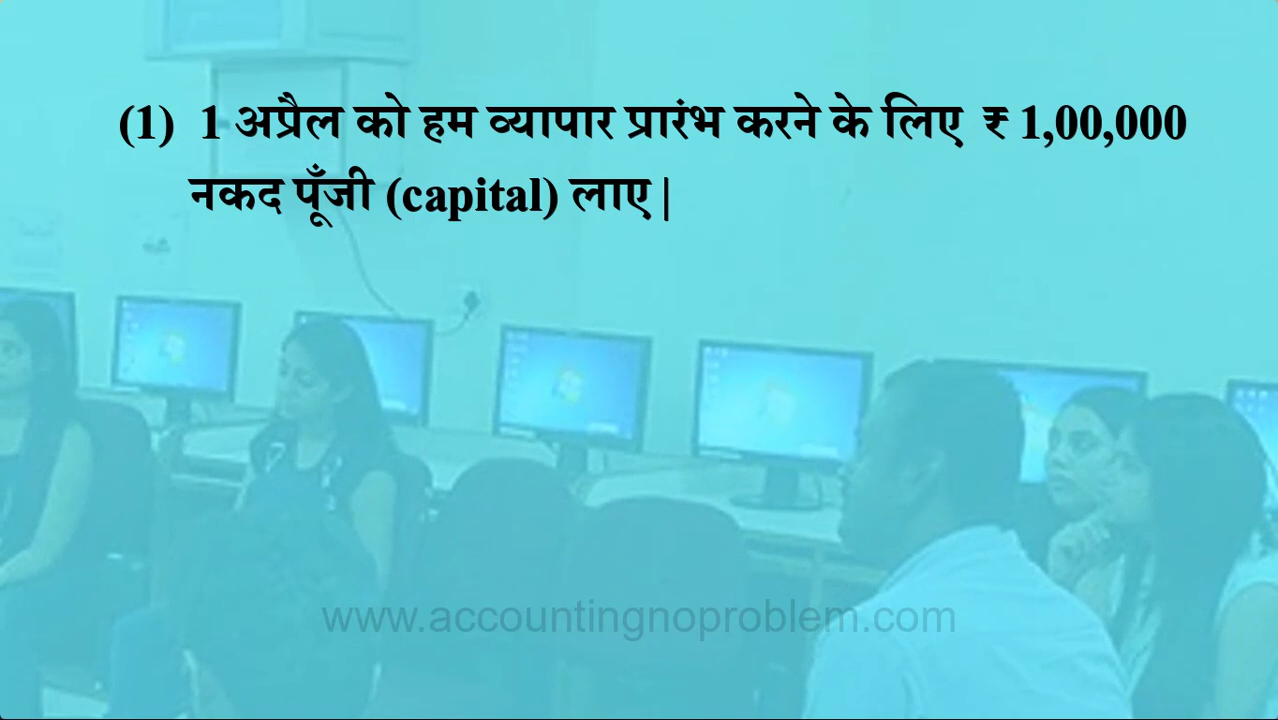 (1) 1 अप्रैल को हम व्यापार प्रारंभ करने के लिए ₹ 1,00,000
नकद पूँजी (capital) लाए |
www.accountingnoproblem.com